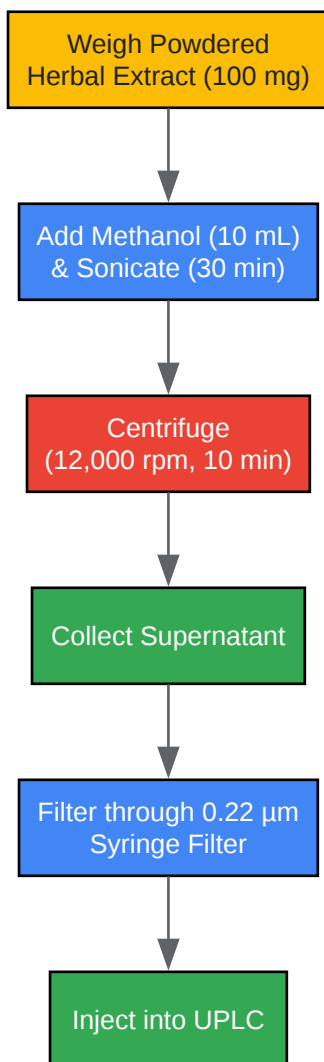 Weigh Powdered
Herbal Extract (100 mg)
Add Methanol (10 mL)
& Sonicate (30 min)
Centrifuge
(12,000 rpm, 10 min)
Collect Supernatant
Filter through 0.22 µm
Syringe Filter
Inject into UPLC